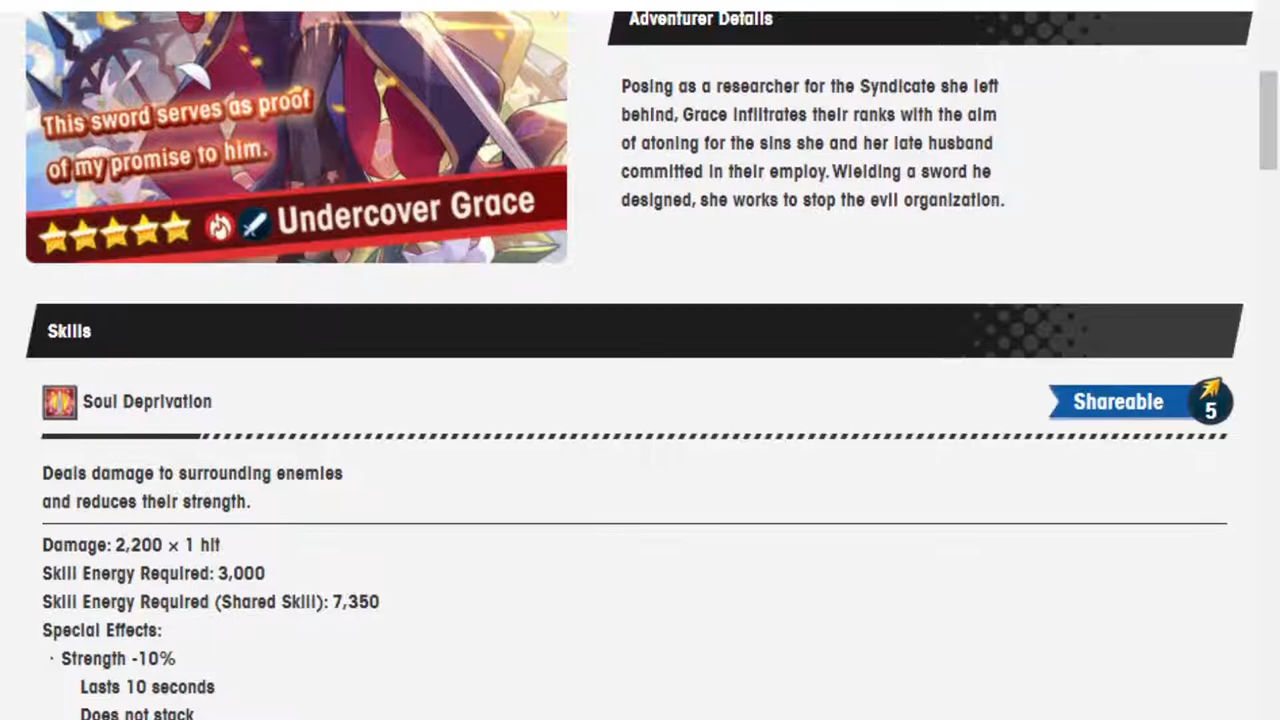 Adventurer Details
This sword serves as proof
of my promise to him.
Undercover Grace
Posing as a researcher for the Syndicate she left
behind, Grace infiltrates their ranks with the aim
of atoning for the sins she and her late husband
committed in their employ. Wielding a sword he
designed, she works to stop the evil organization.
Skills
Soul Deprivation
Shareable 5
Deals damage to surrounding enemies
and reduces their strength.
Damage: 2,200 × 1 hit
Skill Energy Required: 3,000
Skill Energy Required (Shared Skill): 7,350
Special Effects:
· Strength -10%
Lasts 10 seconds
Does not stack